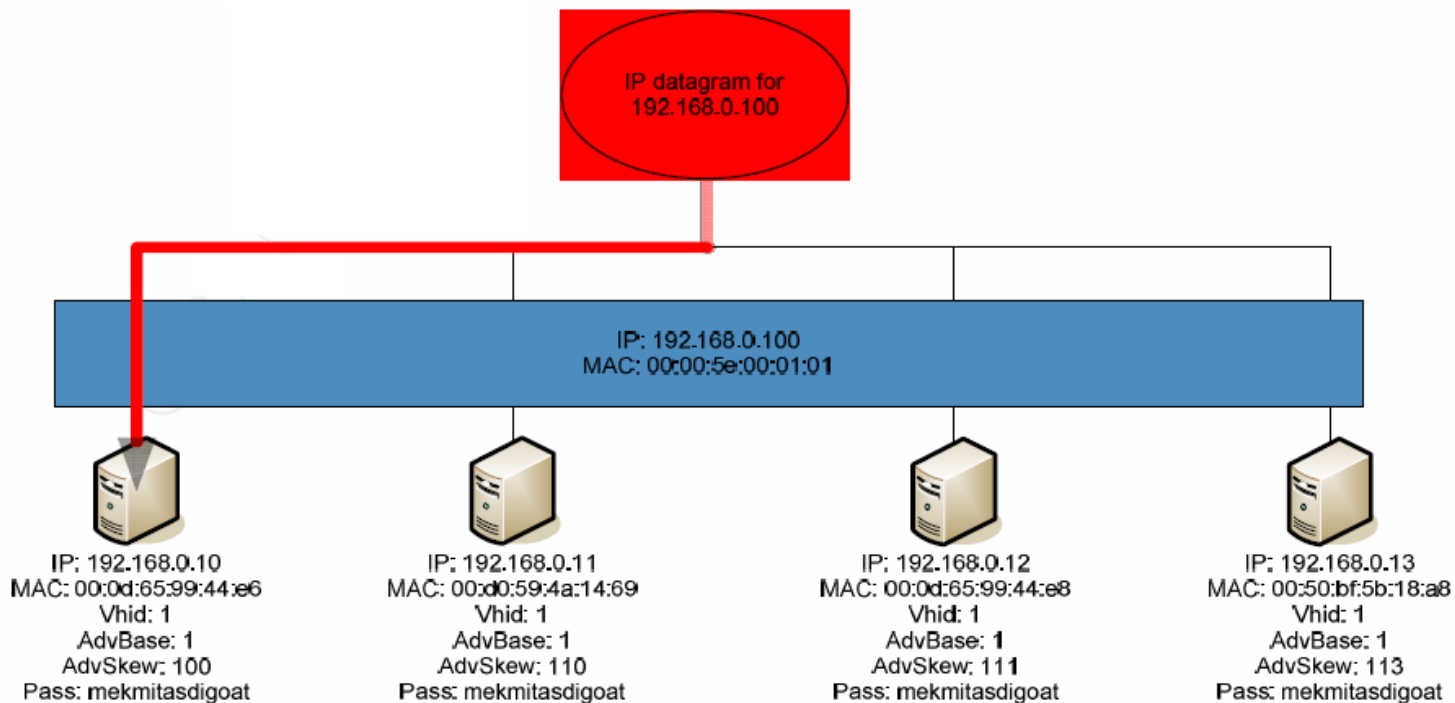 IP datagram for
192.168.0.100
IP: 192.168.0.100
MAC: 00:00:5e:00:01:01
IP: 192.168.0.10
MAC: 00:0d:65:99:44:e6
Vhid: 1
AdvBase: 1
AdvSkew: 100
Pass: mekmitasdigoat
IP: 192.168.0.11
MAC: 00:d0:59:4a:14:69
Vhid: 1
AdvBase: 1
AdvSkew: 110
Pass: mekmitasdigoat
IP: 192.168.0.12
MAC: 00:0d:65:99:44:e8
Vhid: 1
AdvBase: 1
AdvSkew: 111
Pass: mekmitasdigoat
IP: 192.168.0.13
MAC: 00:50:bf:5b:18:a8
Vhid: 1
AdvBase: 1
AdvSkew: 113
Pass: mekmitasdigoat